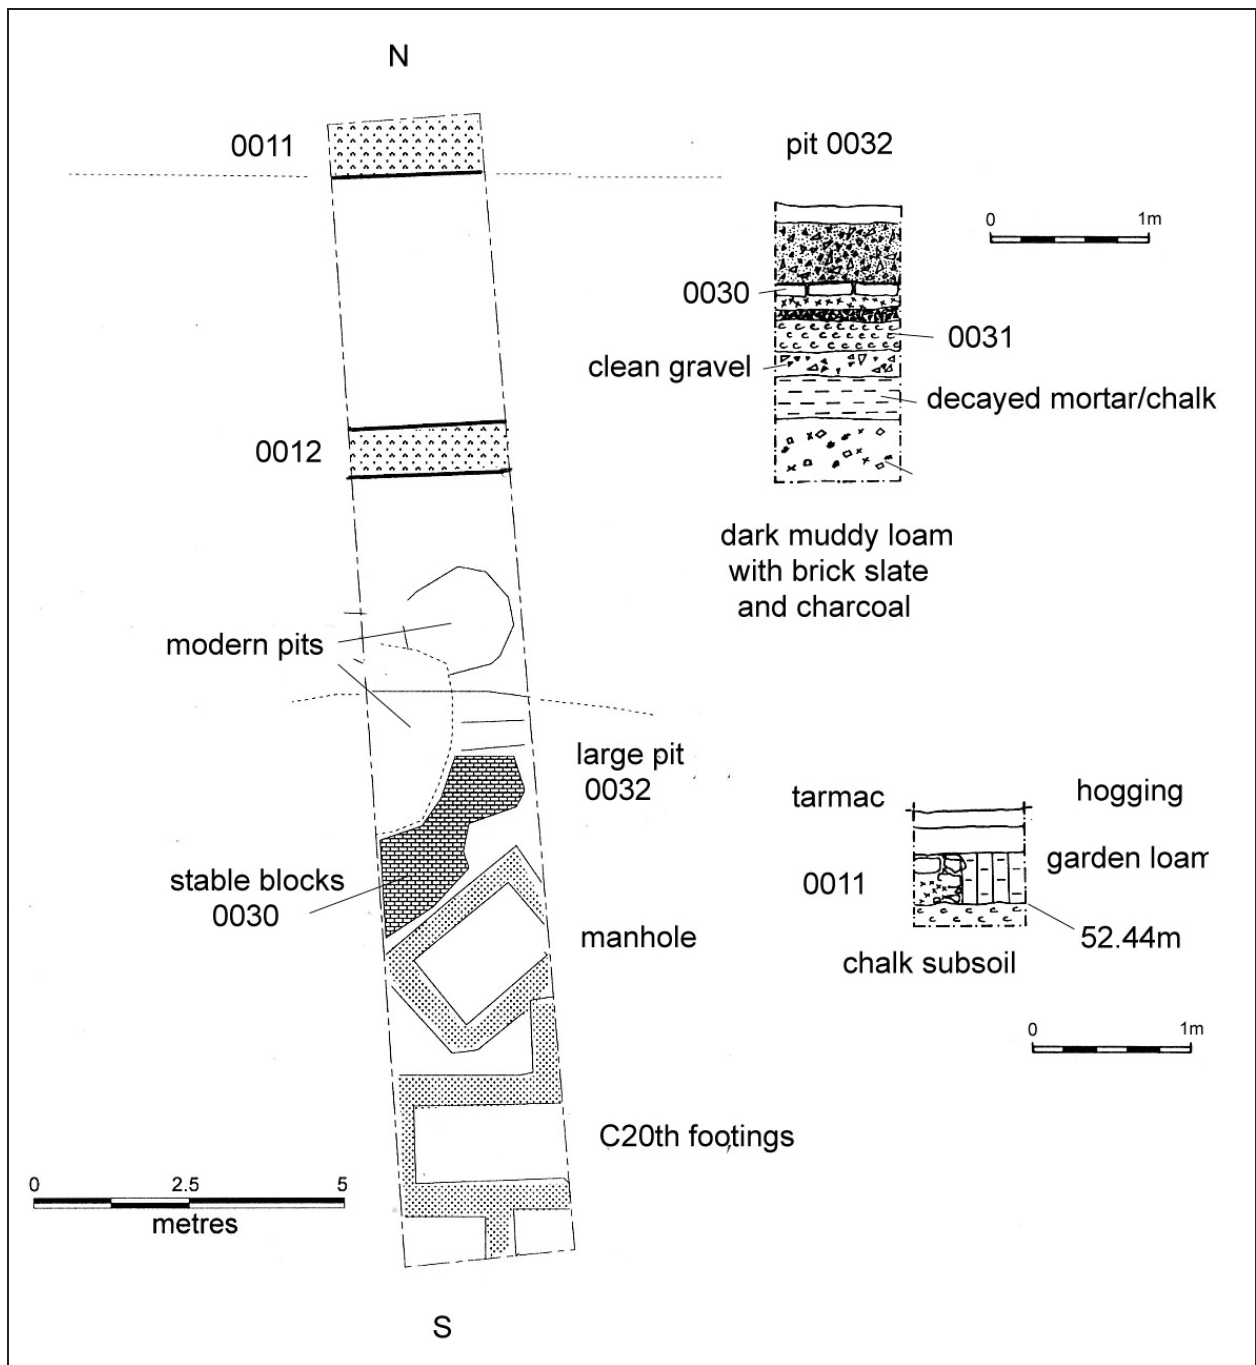 N
0011
pit 0032
0 1m
0030
0031
clean gravel
decayed mortar/chalk
0012
dark muddy loam
with brick slate
and charcoal
modern pits
large pit
0032
tarmac
hogging
garden loam
0011
stable blocks
0030
manhole
52.44m
chalk subsoil
0 1m
C20th footings
0 2.5 5
metres
S